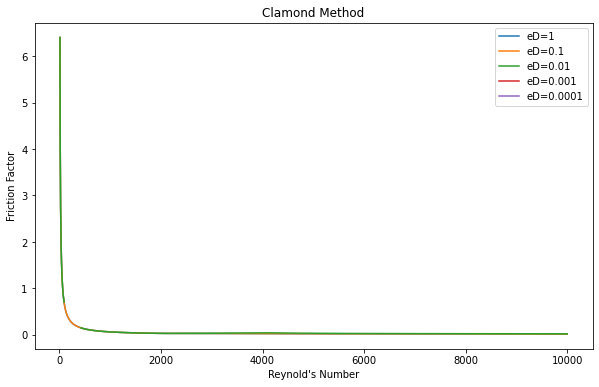 Clamond Method
eD=1
eD=0.1
eD=0.01
eD=0.001
eD=0.0001
6
5
4
3
2
1
0
Friction Factor
0 2000 4000 6000 8000 10000
Reynold's Number